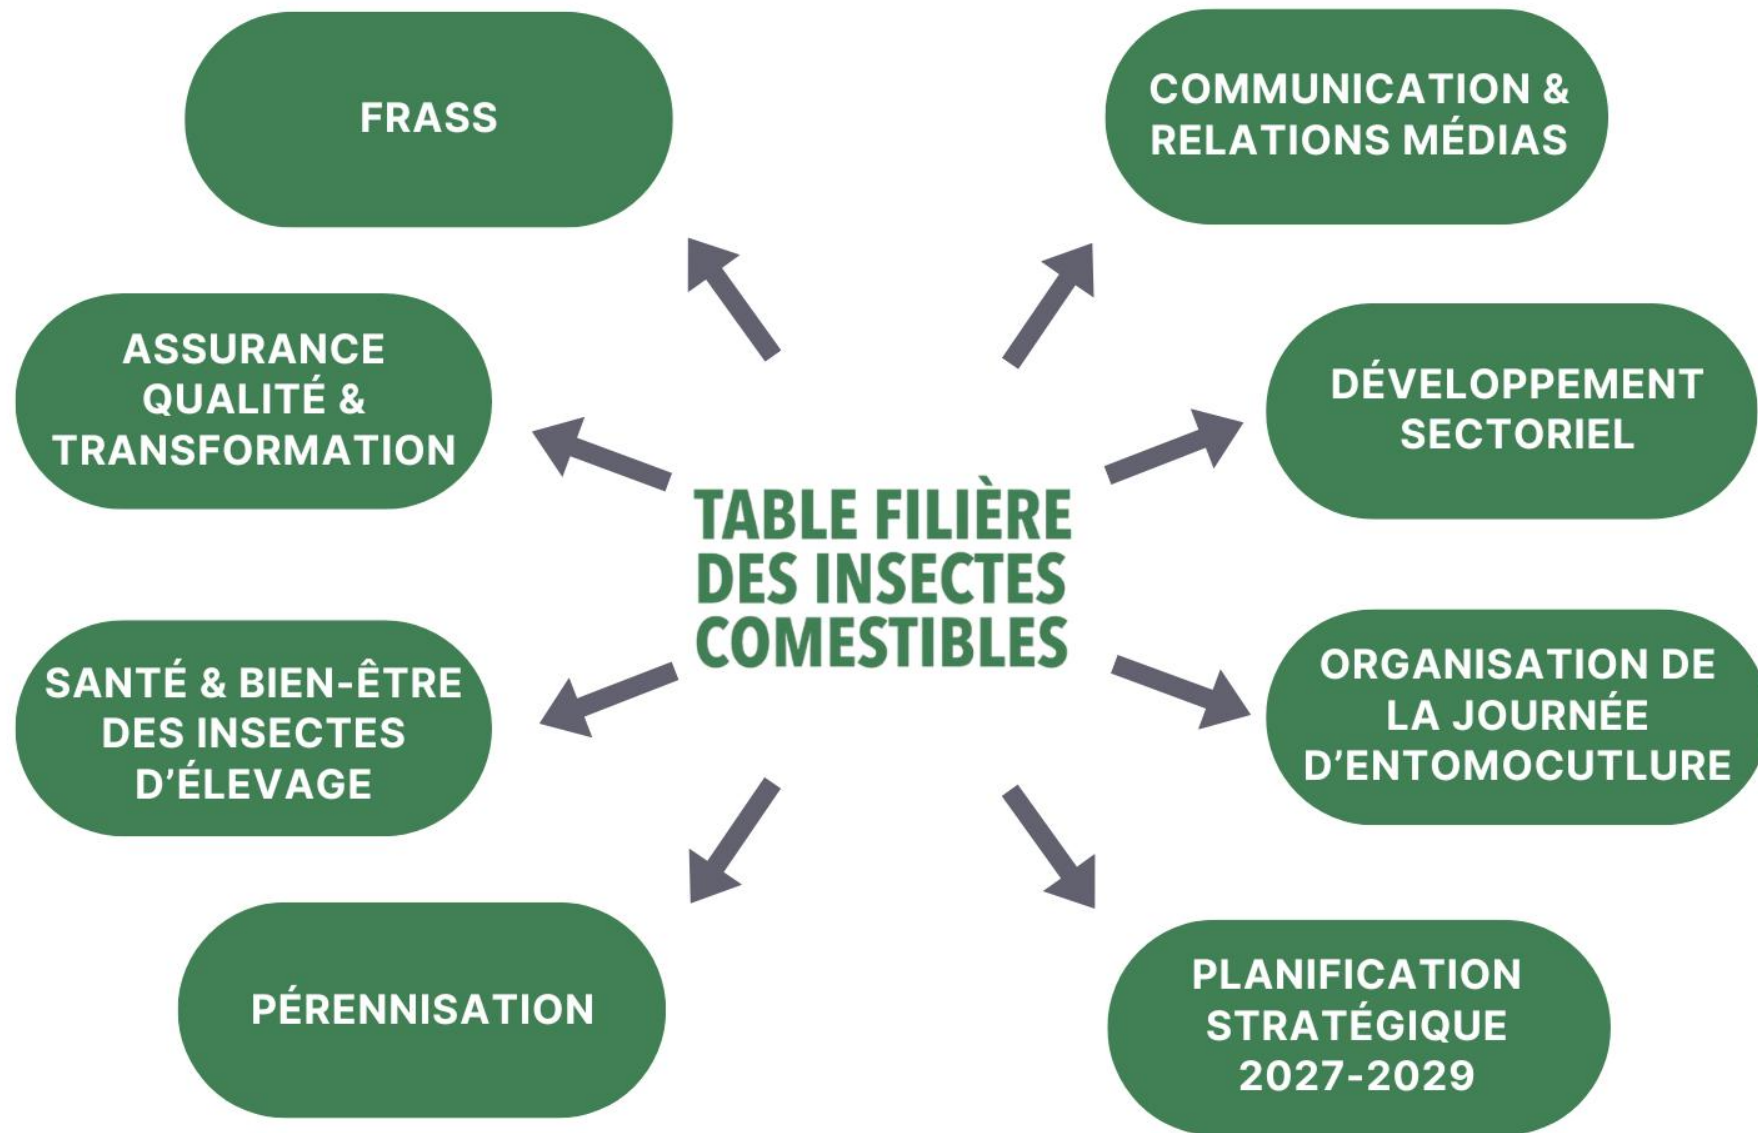 FRASS
COMMUNICATION &
RELATIONS MÉDIAS
ASSURANCE
QUALITÉ &
TRANSFORMATION
DÉVELOPPEMENT
SECTORIEL
TABLE FILIÈRE
DES INSECTES
COMESTIBLES
SANTÉ & BIEN-ÊTRE
DES INSECTES
D’ÉLEVAGE
ORGANISATION DE
LA JOURNÉE
D’ENTOMOCUTLURE
PÉRENNISATION
PLANIFICATION
STRATÉGIQUE
2027-2029